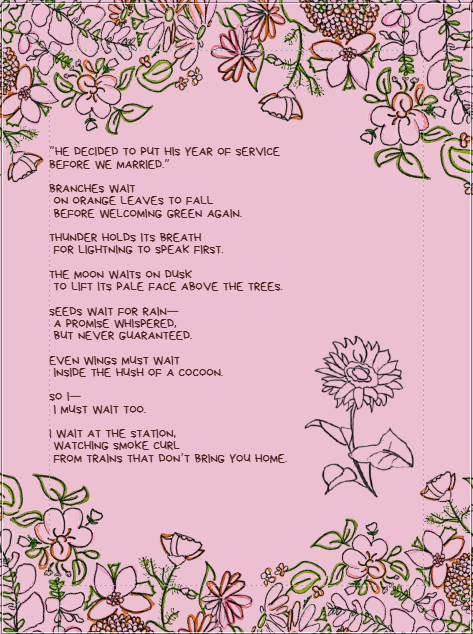 "HE DECIDED TO PUT HIS YEAR OF SERVICE
BEFORE WE MARRIED."
BRANCHES WAIT
ON ORANGE LEAVES TO FALL
BEFORE WELCOMING GREEN AGAIN.
THUNDER HOLDS ITS BREATH
FOR LIGHTNING TO SPEAK FIRST.
THE MOON WAITS ON DUSK
TO LIFT ITS PALE FACE ABOVE THE TREES.
SEEDS WAIT FOR RAIN—
A PROMISE WHISPERED,
BUT NEVER GUARANTEED.
EVEN WINGS MUST WAIT
INSIDE THE HUSH OF A COCOON.
SO I—
I MUST WAIT TOO.
I WAIT AT THE STATION,
WATCHING SMOKE CURL
FROM TRAINS THAT DON'T BRING YOU HOME.